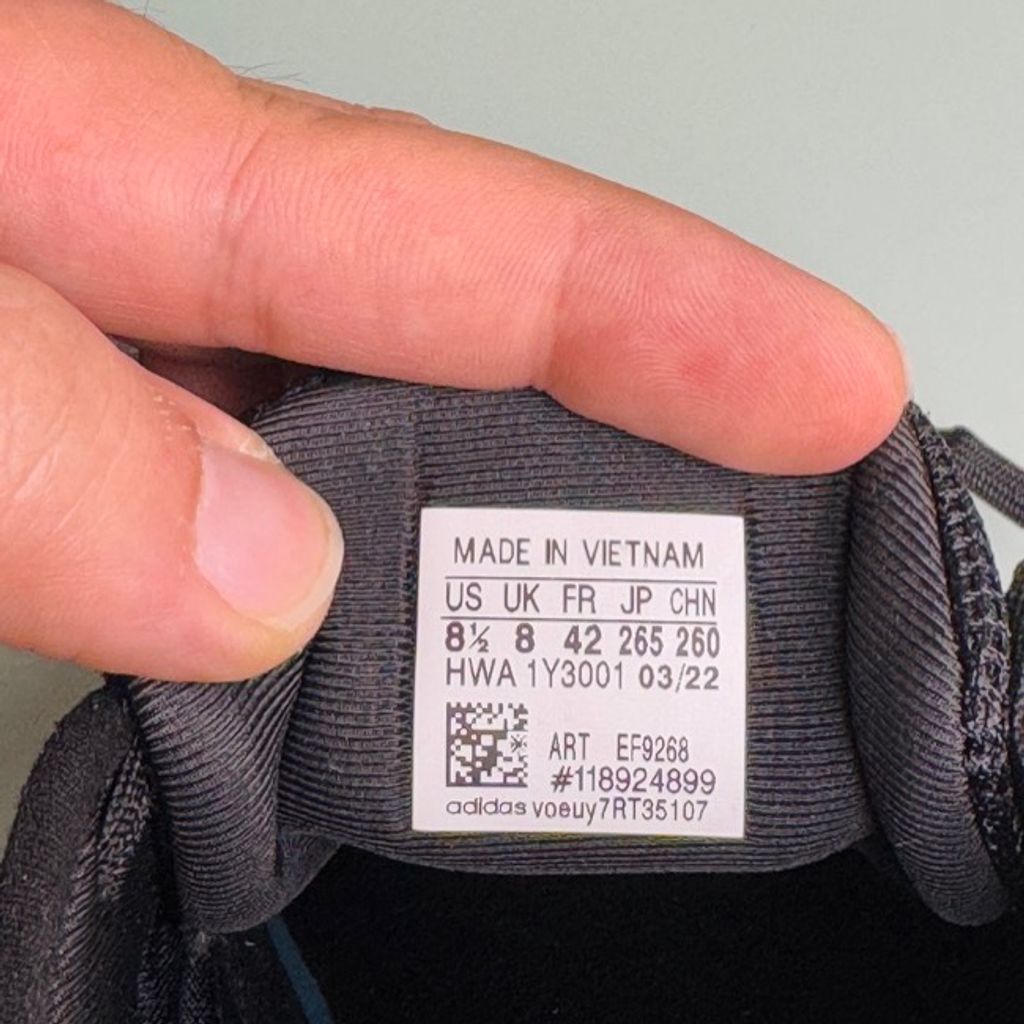 MADE IN VIETNAM
US UK FR JP CHN
8½ 8 42 265 260
HWA 1Y3001 03/22
ART EF9268
#118924899
adidas voeuy7RT35107